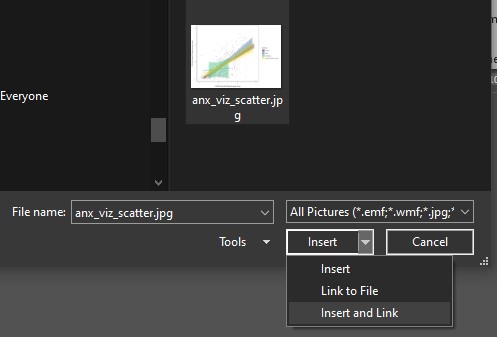 anx_viz_scatter.jp
g
Everyone
File name:
anx_viz_scatter.jpg
All Pictures (*.emf;*.wmf;*.jpg;*
Tools
Insert
Cancel
Insert
Link to File
Insert and Link